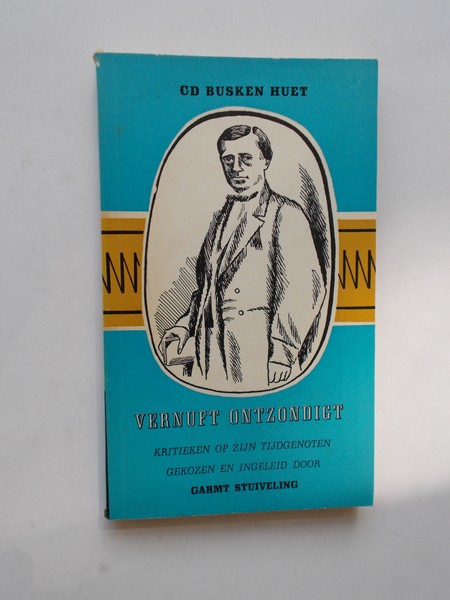 CD BUSKEN HUET
VERNUFT ONTZONDIGT
KRITIEKEN OP ZIJN TIJDGENOTEN
GEKOZEN EN INGELEID DOOR
GARMT STUIVELING